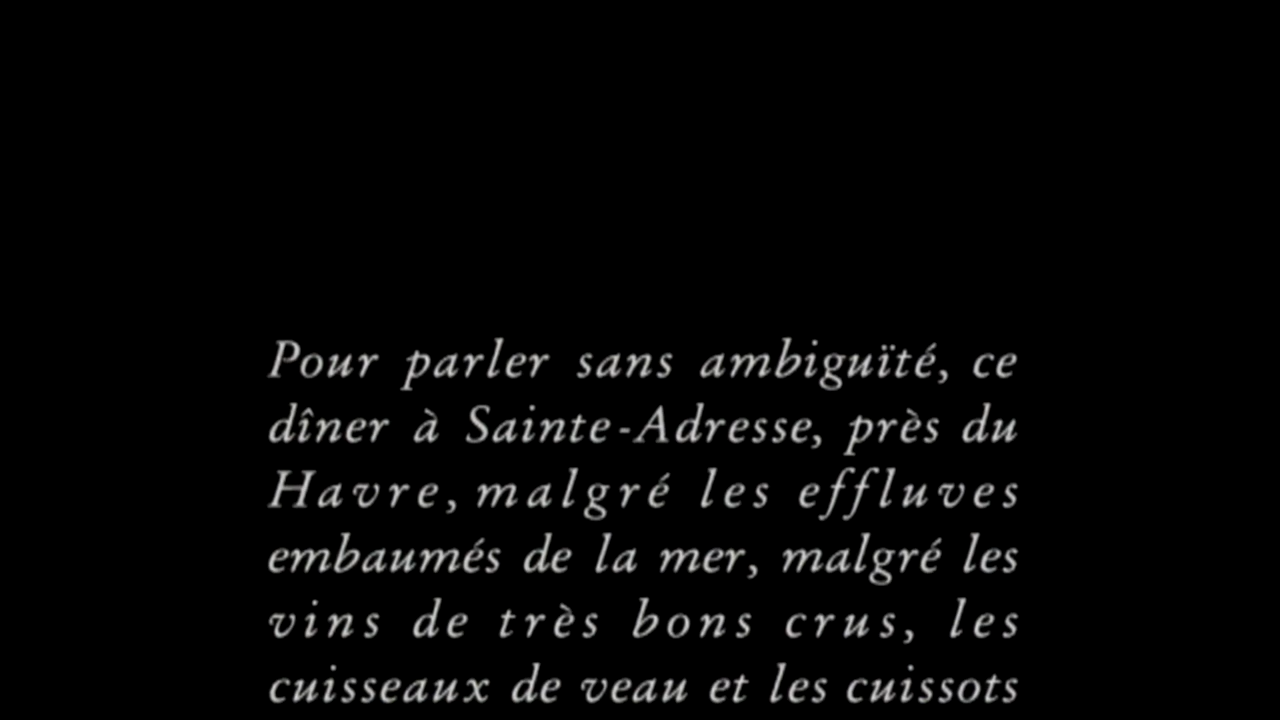 Pour parler sans ambiguïté, ce
dîner à Sainte-Adresse, près du
Havre, malgré les effluves
embaumés de la mer, malgré les
vins de très bons crus, les
cuisseaux de veau et les cuissots